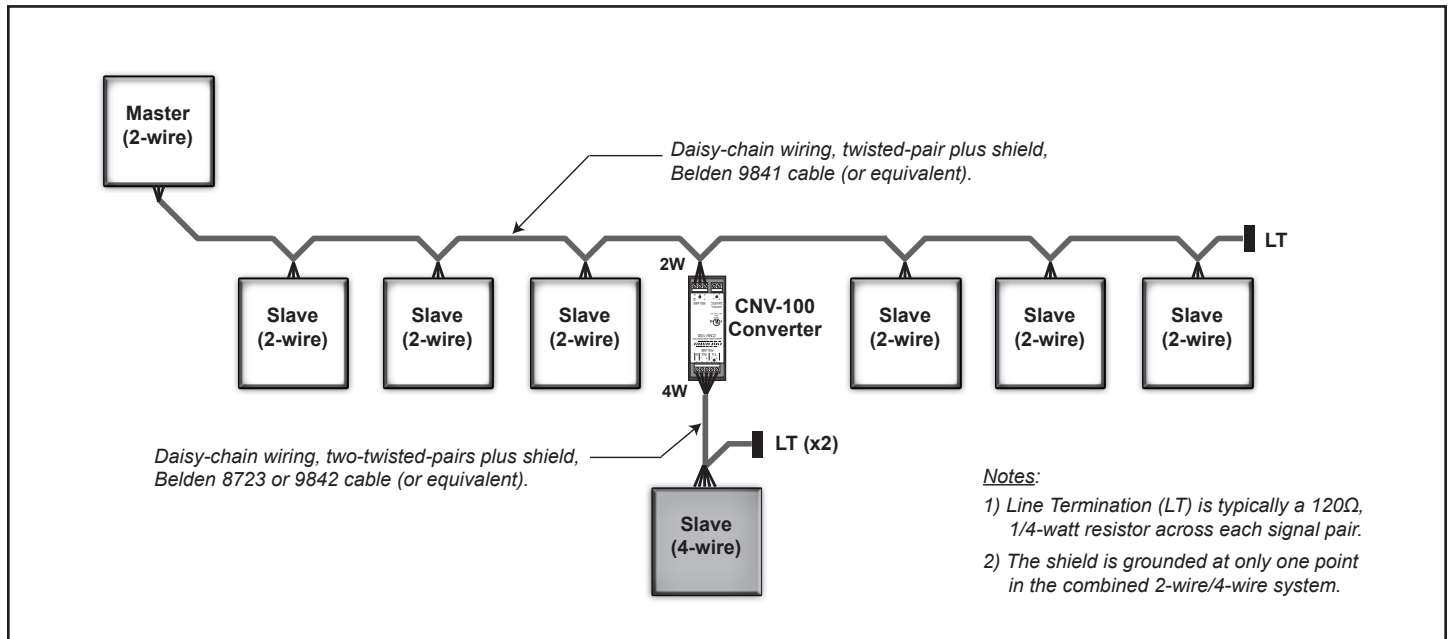 Master
(2-wire)
Daisy-chain wiring, twisted-pair plus shield,
Belden 9841 cable (or equivalent).
LT
2W
Slave
(2-wire)
Slave
(2-wire)
Slave
(2-wire)
CNV-100
Converter
Slave
(2-wire)
Slave
(2-wire)
Slave
(2-wire)
4W
LT (x2)
Daisy-chain wiring, two-twisted-pairs plus shield,
Belden 8723 or 9842 cable (or equivalent).
Slave
(4-wire)
Notes:
1) Line Termination (LT) is typically a 120Ω,
1/4-watt resistor across each signal pair.
2) The shield is grounded at only one point
in the combined 2-wire/4-wire system.